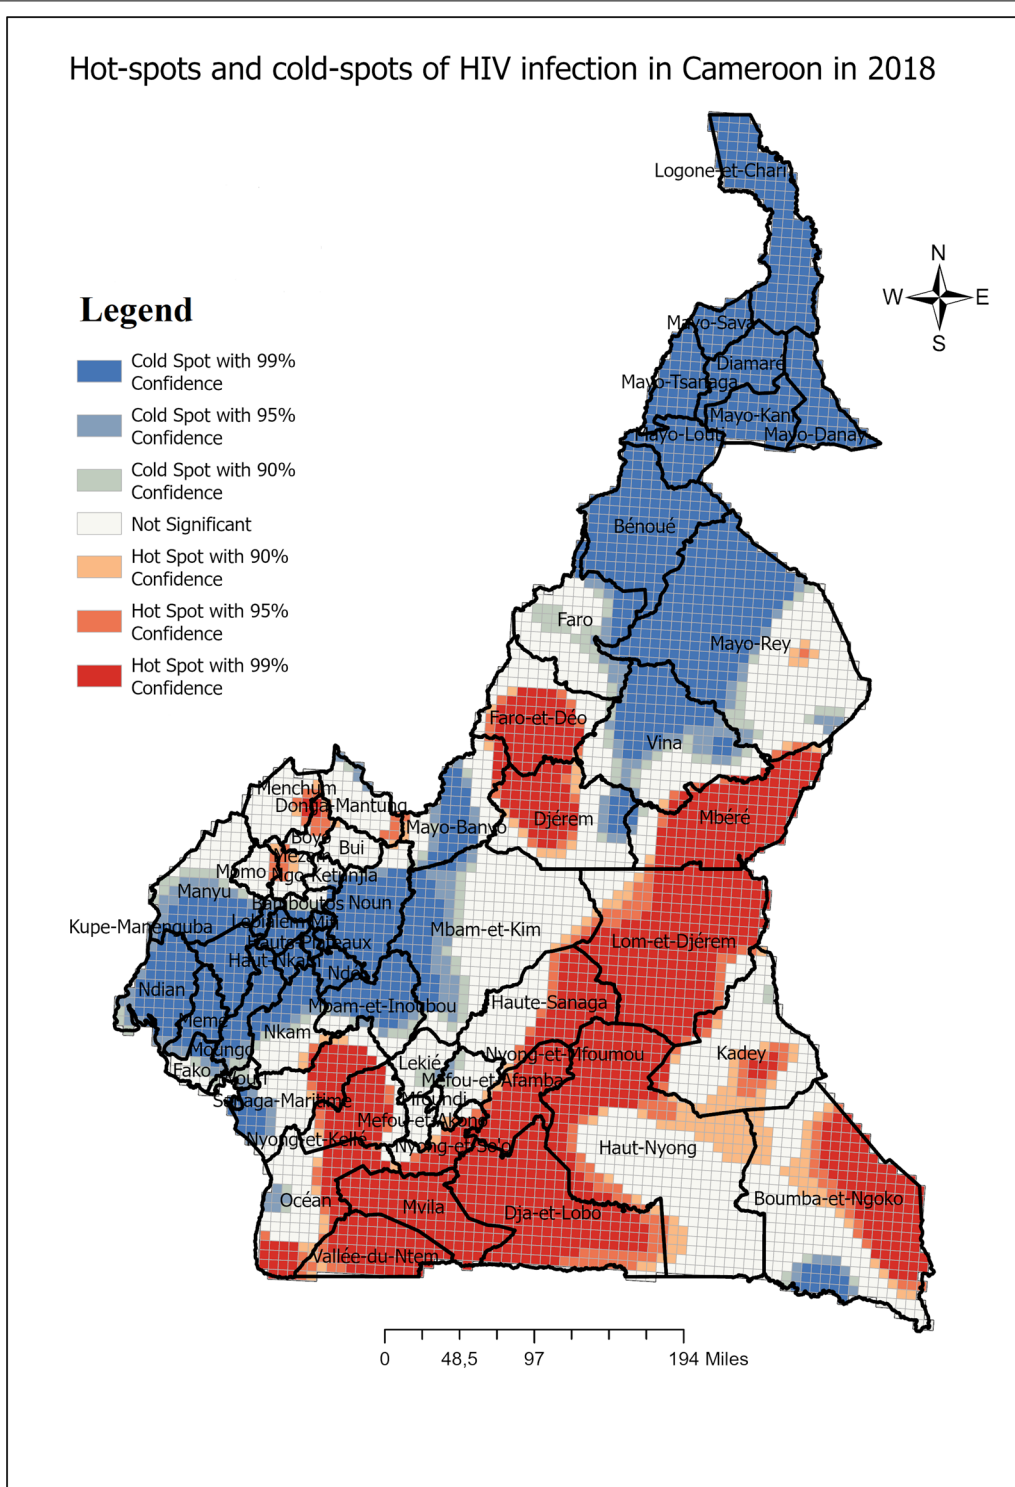 Hot-spots and cold-spots of HIV infection in Cameroon in 2018
Logone-et-Chari
N
W E
S
Legend
Cold Spot with 99%
Confidence
Cold Spot with 95%
Confidence
Cold Spot with 90%
Confidence
Not Significant
Hot Spot with 90%
Confidence
Hot Spot with 95%
Confidence
Hot Spot with 99%
Confidence
Mayo-Sava
Diamaré
Mayo-Tsanaga
Mayo-Kani
Mayo-Louti
Mayo-Danay
Bénoué
Faro
Mayo-Rey
Faro-et-Déo
Vina
Menchum
Donga-Mantung
Mayo-Banyo
Djérem
Mbéré
Boyo
Bui
Mezam
Momo
Ngo-Ketunjia
Manyu
Bamboutos
Noun
Kupe-Manenguba
Lebialem
Mifi
Mbam-et-Kim
Hauts-Plateaux
Lom-et-Djérem
Haut-Nkam
Ndé
Ndian
Mbam-et-Inoubou
Haute-Sanaga
Meme
Nkam
Moungo
Lekié
Nyong-et-Mfoumou
Kadey
Fako
Wouri
Méfou-et-Afamba
Sanaga-Maritime
Mfoundi
Mefou-et-Akono
Nyong-et-Kellé
Nyong-et-So'o
Haut-Nyong
Océan
Mvila
Dja-et-Lobo
Boumba-et-Ngoko
Vallée-du-Ntem
0 48,5 97 194 Miles